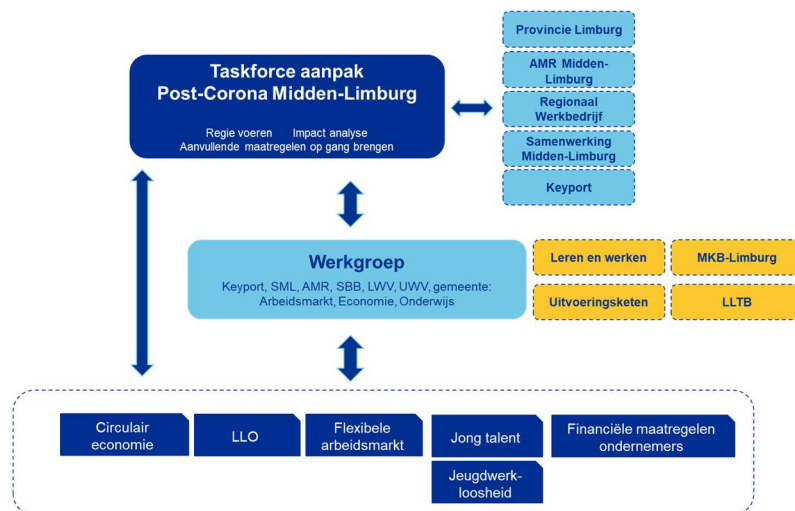 Taskforce aanpak
Post-Corona Midden-Limburg
Regie voeren Impact analyse
Aanvullende maatregelen op gang brengen
Provincie Limburg
AMR Midden-
Limburg
Regionaal
Werkbedrijf
Samenwerking
Midden-Limburg
Keyport
Werkgroep
Keyport, SML, AMR, SBB, LWV, UWV, gemeente:
Arbeidsmarkt, Economie, Onderwijs
Leren en werken
MKB-Limburg
Uitvoeringsketen
LLTB
Circulair
economie
LLO
Flexibele
arbeidsmarkt
Jong talent
Jeugdwerk-
loosheid
Financiële maatregelen
ondernemers